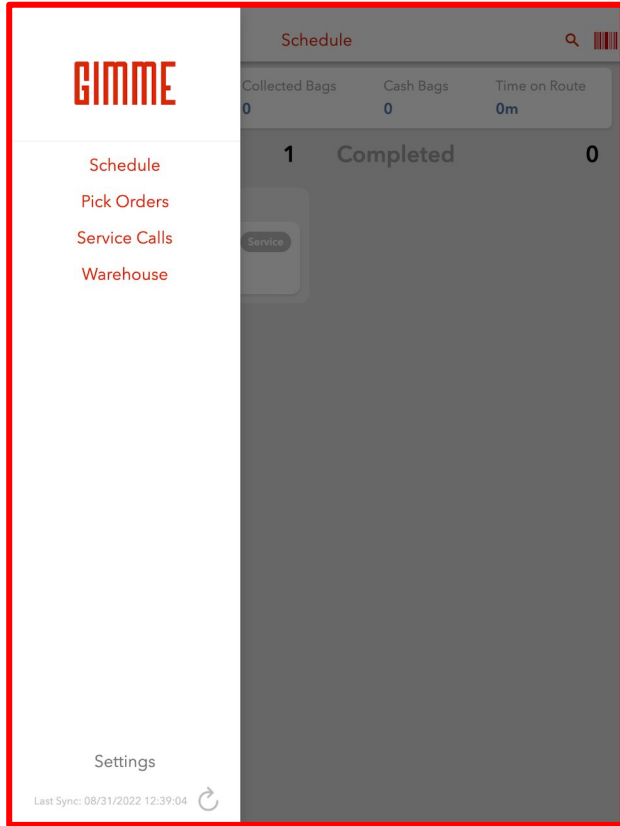 GIMME
Schedule
Pick Orders
Service Calls
Warehouse
Settings
Last Sync: 08/31/2022 12:39:04
Schedule
Collected Bags Cash Bags Time on Route
0 0 0m
1 Completed 0
Service